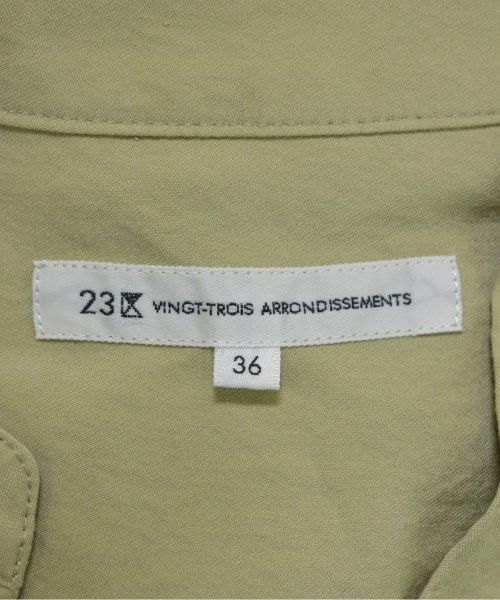 23区 VINGT-TROIS ARRONDISSEMENTS
36